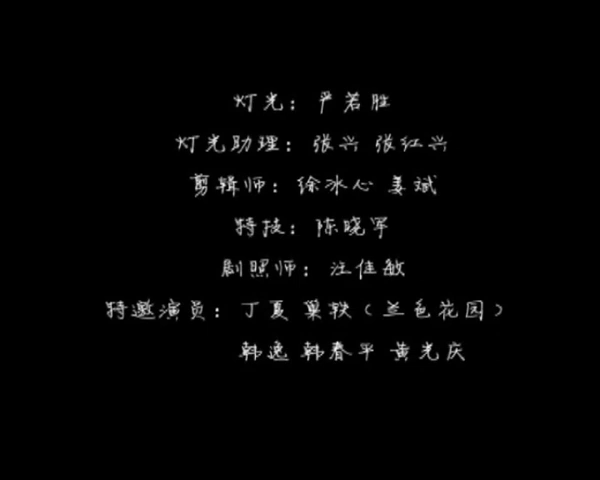 灯光：严若胜
灯光助理：张兴 张红兴
剪辑师：徐冰心 姜斌
特技：陈晓军
剧照师：汪佳敏
特邀演员：丁夏 巢轶（兰色花园）
韩逸 韩春平 黄光庆